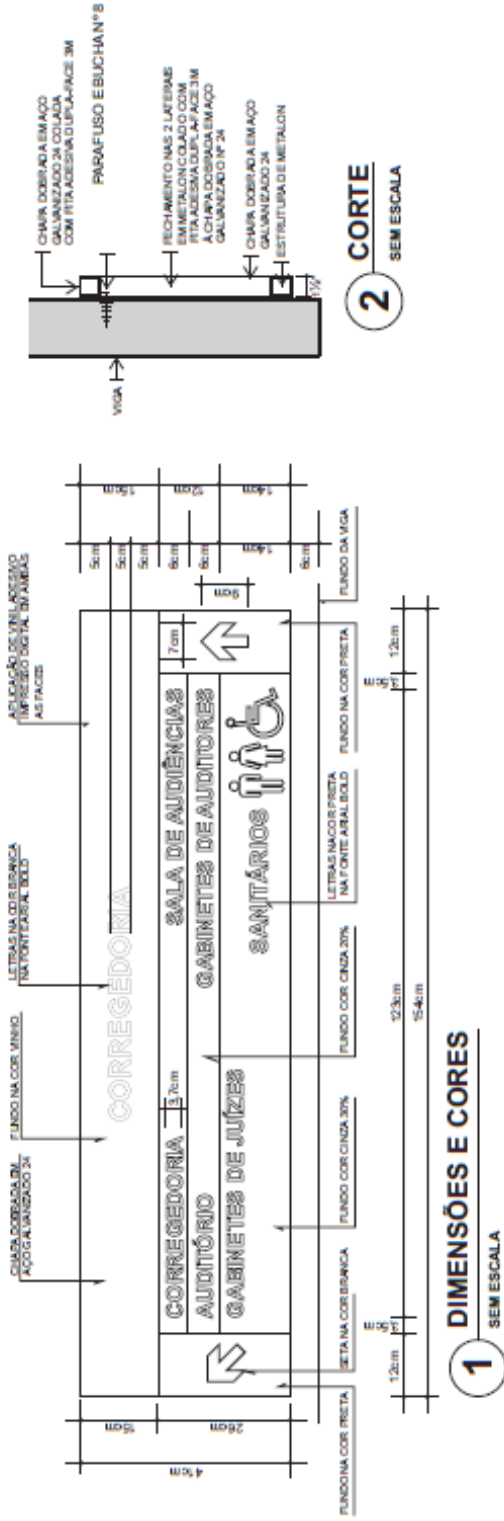 CHAPA DOBRADA EM
AÇO GALVANIZADO 24
FUNDO NA COR VINHO
LETRAS NA COR BRANCA
NA FONTE ARIAL BOLD
APLICAÇÃO DE VINIL ADESIVO
IMPRESSO DIGITAL EM AMBAS
AS FACES
CORREGEDORIA
CORREGEDORIA
SALA DE AUDIÊNCIAS
AUDITÓRIO
GABINETES DE AUDITORES
GABINETES DE JUÍZES
SANITÁRIOS
3,7cm
7cm
15cm
26cm
41cm
5cm
5cm
5cm
6cm
6cm
14cm
6cm
15cm
14cm
FUNDO NA COR PRETA
SETA NA COR BRANCA
FUNDO COR CINZA 30%
FUNDO COR CINZA 20%
LETRAS NA COR PRETA
NA FONTE ARIAL BOLD
FUNDO NA COR PRETA
FUNDO DA VIGA
12cm
123cm
12cm
154cm
1 DIMENSÕES E CORES
SEM ESCALA
CHAPA DOBRADA EM AÇO
GALVANIZADO 24 COLADA
COM FITA ADESIVA DUPLA-FACE 3M
PARAFUSO E BUCHA N° 8
VIGA
FECHAMENTO NAS 2 LATERAIS
EM METALON COLADO COM
FITA ADESIVA DUPLA-FACE 3M
À CHAPA DOBRADA EM AÇO
GALVANIZADO Nº 24
CHAPA DOBRADA EM AÇO
GALVANIZADO 24
ESTRUTURA DE METALON
2 CORTE
SEM ESCALA